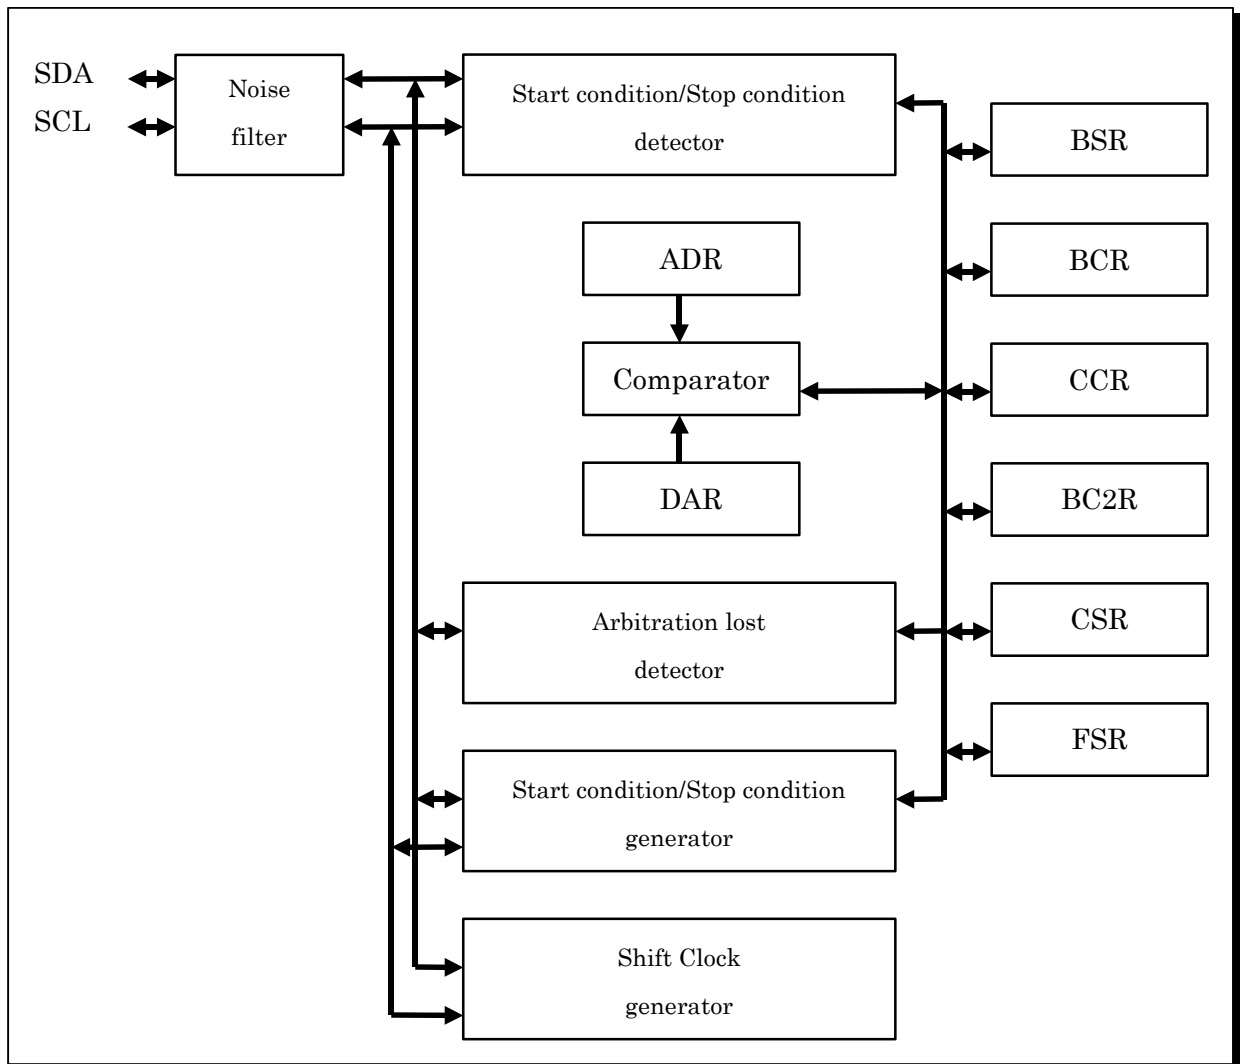 SDA
SCL
Noise
filter
Start condition/Stop condition
detector
BSR
ADR
BCR
Comparator
CCR
DAR
BC2R
Arbitration lost
detector
CSR
FSR
Start condition/Stop condition
generator
Shift Clock
generator